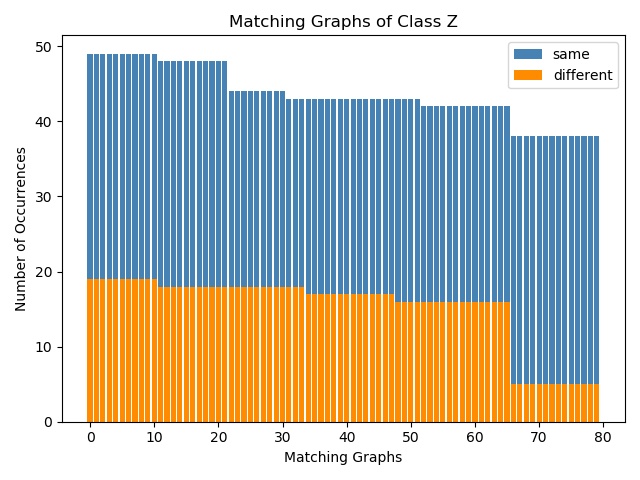 Matching Graphs of Class Z
same
different
50
40
30
20
10
0
Number of Occurrences
0 10 20 30 40 50 60 70 80
Matching Graphs